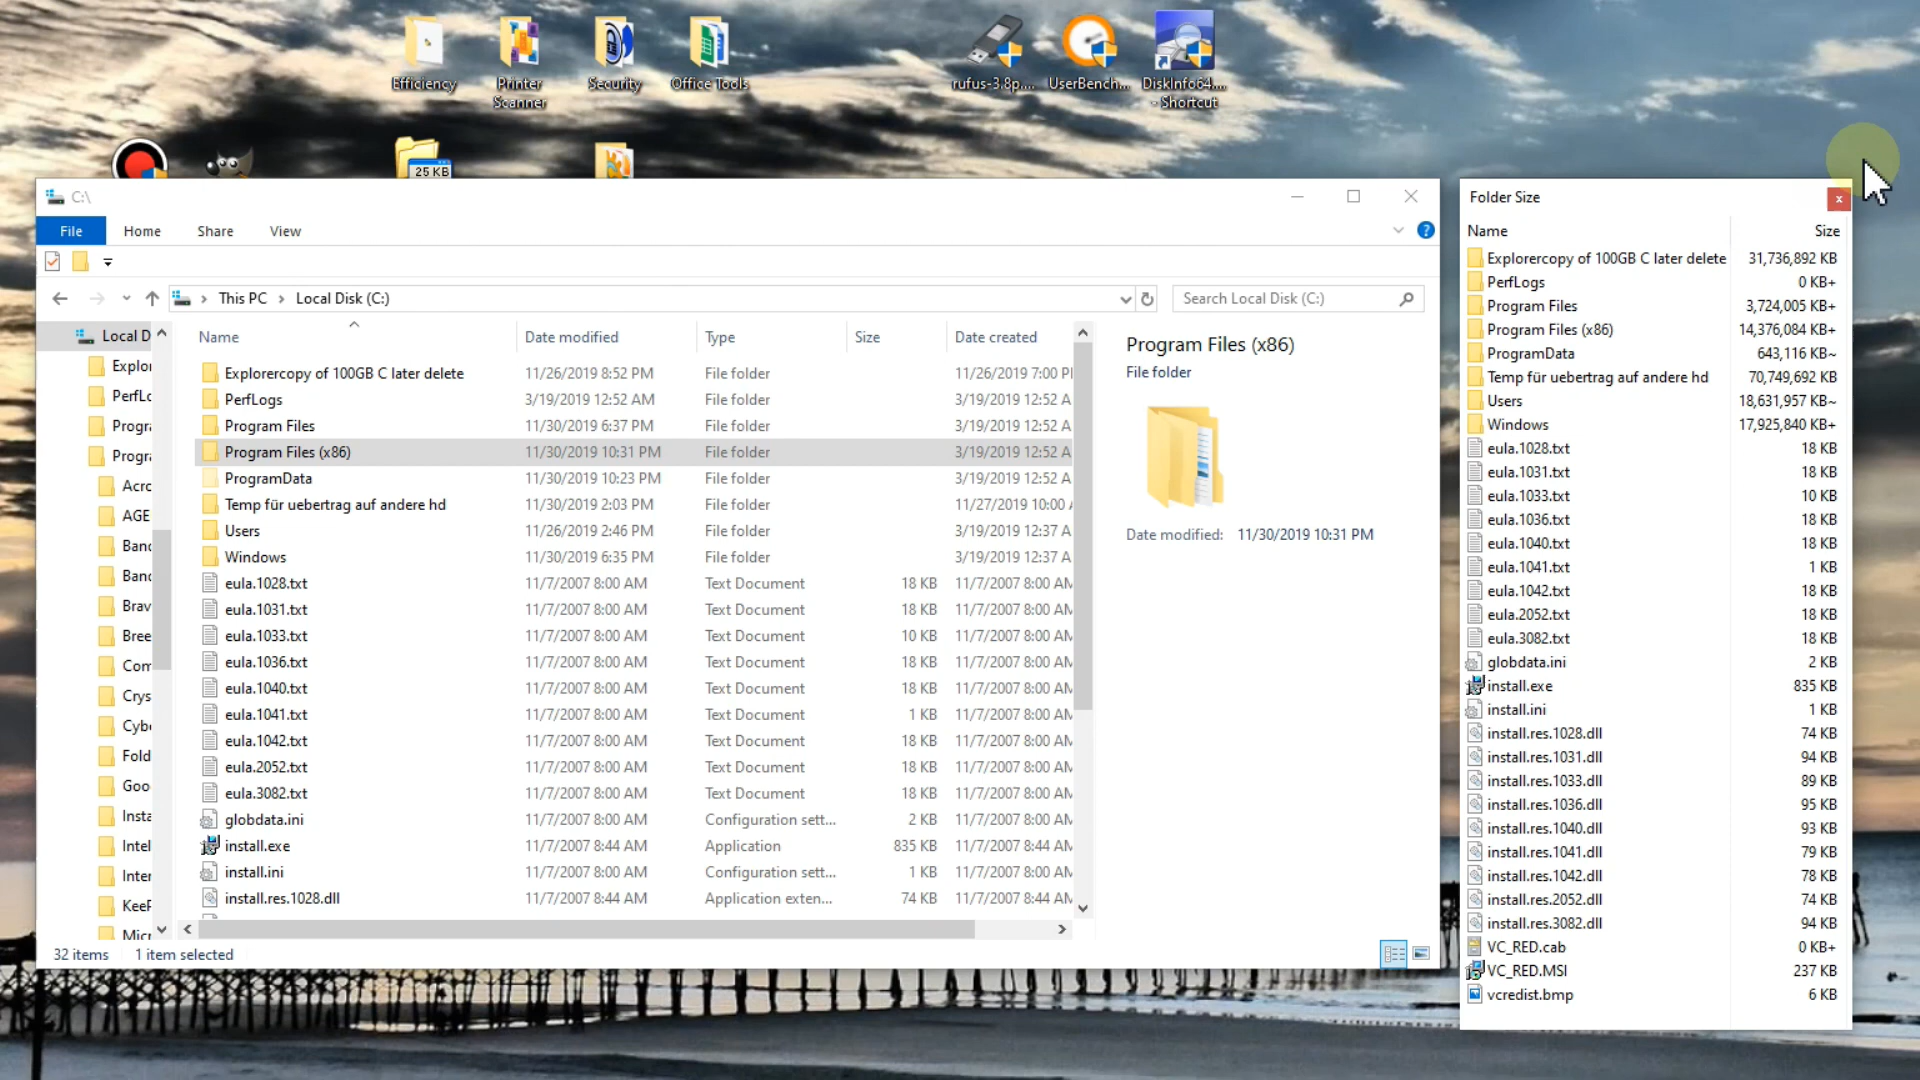 Efficiency
Printer Scanner
Security
Office Tools
rufus-3.8p...
UserBench...
DiskInfo64.... - Shortcut
25 KB
C:\
File Home Share View
This PC Local Disk (C:)
Search Local Disk (C:)
Local D
Explor
PerfLo
Progra
Progra
Acro
AGE
Band
Band
Brav
Bree
Com
Crys
Cybe
Fold
Goo
Insta
Intel
Inter
KeeP
Micr
Name Date modified Type Size Date created
Explorercopy of 100GB C later delete 11/26/2019 8:52 PM File folder 11/26/2019 7:00 P
PerfLogs 3/19/2019 12:52 AM File folder 3/19/2019 12:52 A
Program Files 11/30/2019 6:37 PM File folder 3/19/2019 12:52 A
Program Files (x86) 11/30/2019 10:31 PM File folder 3/19/2019 12:52 A
ProgramData 11/30/2019 10:23 PM File folder 3/19/2019 12:52 A
Temp für uebertrag auf andere hd 11/30/2019 2:03 PM File folder 11/27/2019 10:00
Users 11/26/2019 2:46 PM File folder 3/19/2019 12:37 A
Windows 11/30/2019 6:35 PM File folder 3/19/2019 12:37 A
eula.1028.txt 11/7/2007 8:00 AM Text Document 18 KB 11/7/2007 8:00 AM
eula.1031.txt 11/7/2007 8:00 AM Text Document 18 KB 11/7/2007 8:00 AM
eula.1033.txt 11/7/2007 8:00 AM Text Document 10 KB 11/7/2007 8:00 AM
eula.1036.txt 11/7/2007 8:00 AM Text Document 18 KB 11/7/2007 8:00 AM
eula.1040.txt 11/7/2007 8:00 AM Text Document 18 KB 11/7/2007 8:00 AM
eula.1041.txt 11/7/2007 8:00 AM Text Document 1 KB 11/7/2007 8:00 AM
eula.1042.txt 11/7/2007 8:00 AM Text Document 18 KB 11/7/2007 8:00 AM
eula.2052.txt 11/7/2007 8:00 AM Text Document 18 KB 11/7/2007 8:00 AM
eula.3082.txt 11/7/2007 8:00 AM Text Document 18 KB 11/7/2007 8:00 AM
globdata.ini 11/7/2007 8:00 AM Configuration sett... 2 KB 11/7/2007 8:00 AM
install.exe 11/7/2007 8:44 AM Application 835 KB 11/7/2007 8:44 AM
install.ini 11/7/2007 8:00 AM Configuration sett... 1 KB 11/7/2007 8:00 AM
install.res.1028.dll 11/7/2007 8:44 AM Application exten... 74 KB 11/7/2007 8:44 AM
Program Files (x86)
File folder
Date modified: 11/30/2019 10:31 PM
32 items 1 item selected
Folder Size x
Name Size
Explorercopy of 100GB C later delete 31,736,892 KB
PerfLogs 0 KB+
Program Files 3,724,005 KB+
Program Files (x86) 14,376,084 KB+
ProgramData 643,116 KB~
Temp für uebertrag auf andere hd 70,749,692 KB
Users 18,631,957 KB~
Windows 17,925,840 KB+
eula.1028.txt 18 KB
eula.1031.txt 18 KB
eula.1033.txt 10 KB
eula.1036.txt 18 KB
eula.1040.txt 18 KB
eula.1041.txt 1 KB
eula.1042.txt 18 KB
eula.2052.txt 18 KB
eula.3082.txt 18 KB
globdata.ini 2 KB
install.exe 835 KB
install.ini 1 KB
install.res.1028.dll 74 KB
install.res.1031.dll 94 KB
install.res.1033.dll 89 KB
install.res.1036.dll 95 KB
install.res.1040.dll 93 KB
install.res.1041.dll 79 KB
install.res.1042.dll 78 KB
install.res.2052.dll 74 KB
install.res.3082.dll 94 KB
VC_RED.cab 0 KB+
VC_RED.MSI 237 KB
vcredist.bmp 6 KB